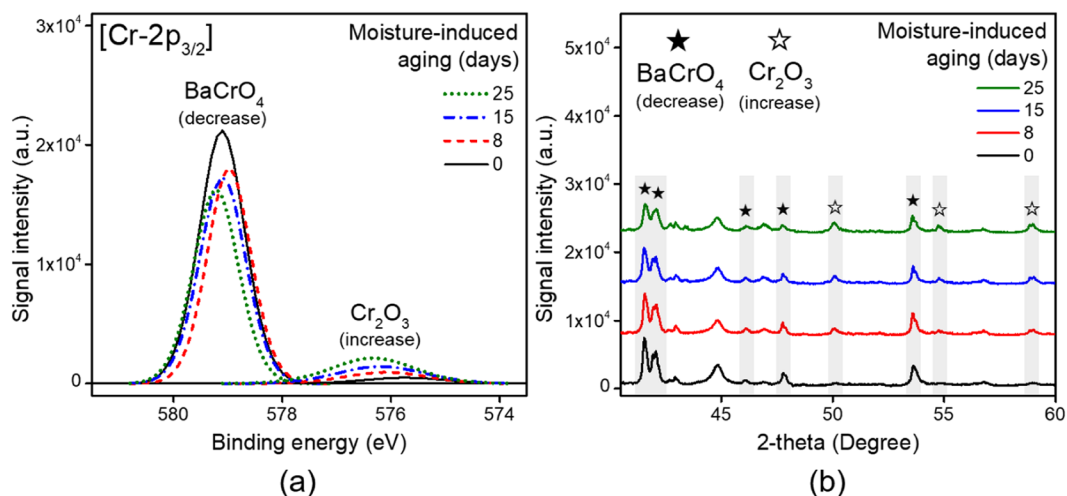 [Cr-2p3/2]
Moisture-induced
aging (days)
25
15
8
0
BaCrO4
(decrease)
Cr2O3
(increase)
3x10^4
2x10^4
1x10^4
0
Signal intensity (a.u.)
580
578
576
574
Binding energy (eV)
(a)
★
☆
BaCrO4
(decrease)
Cr2O3
(increase)
Moisture-induced
aging (days)
25
15
8
0
5x10^4
4x10^4
3x10^4
2x10^4
1x10^4
0
Signal intensity (a.u.)
45
50
55
60
2-theta (Degree)
(b)